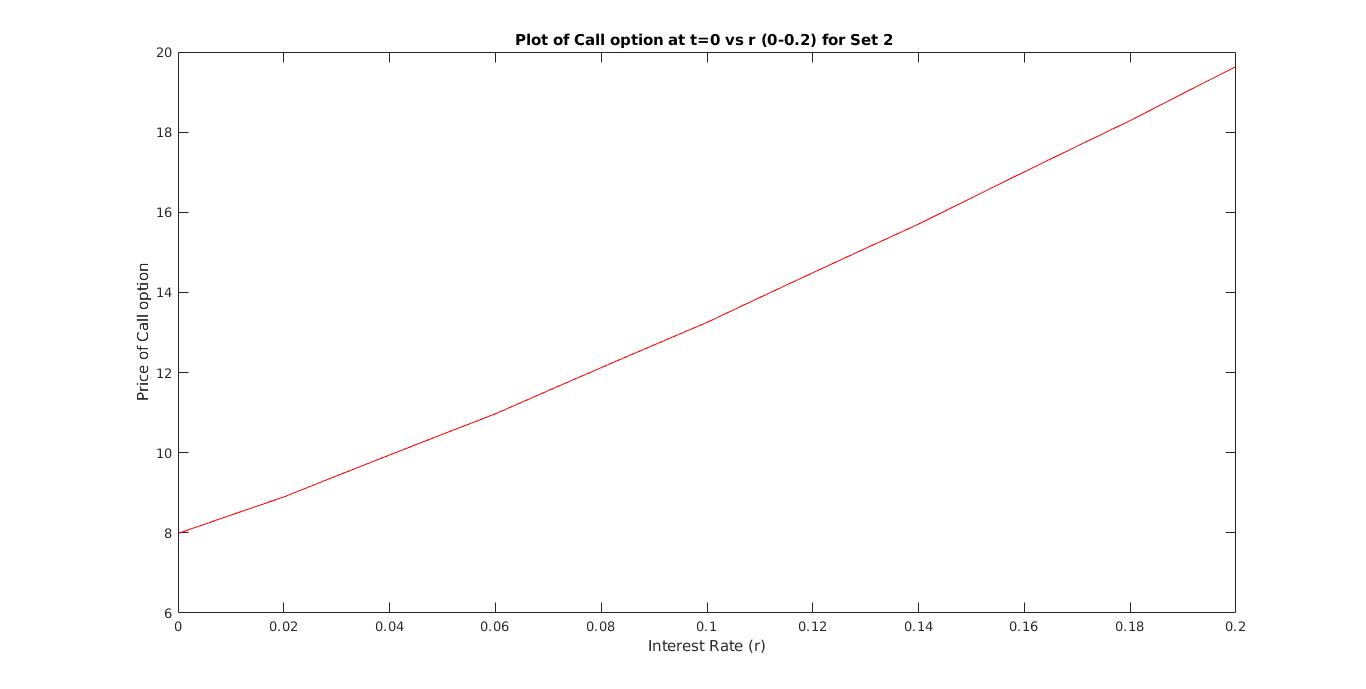 Plot of Call option at t=0 vs r (0-0.2) for Set 2
20
18
16
14
12
10
8
6
Price of Call option
0 0.02 0.04 0.06 0.08 0.1 0.12 0.14 0.16 0.18 0.2
Interest Rate (r)